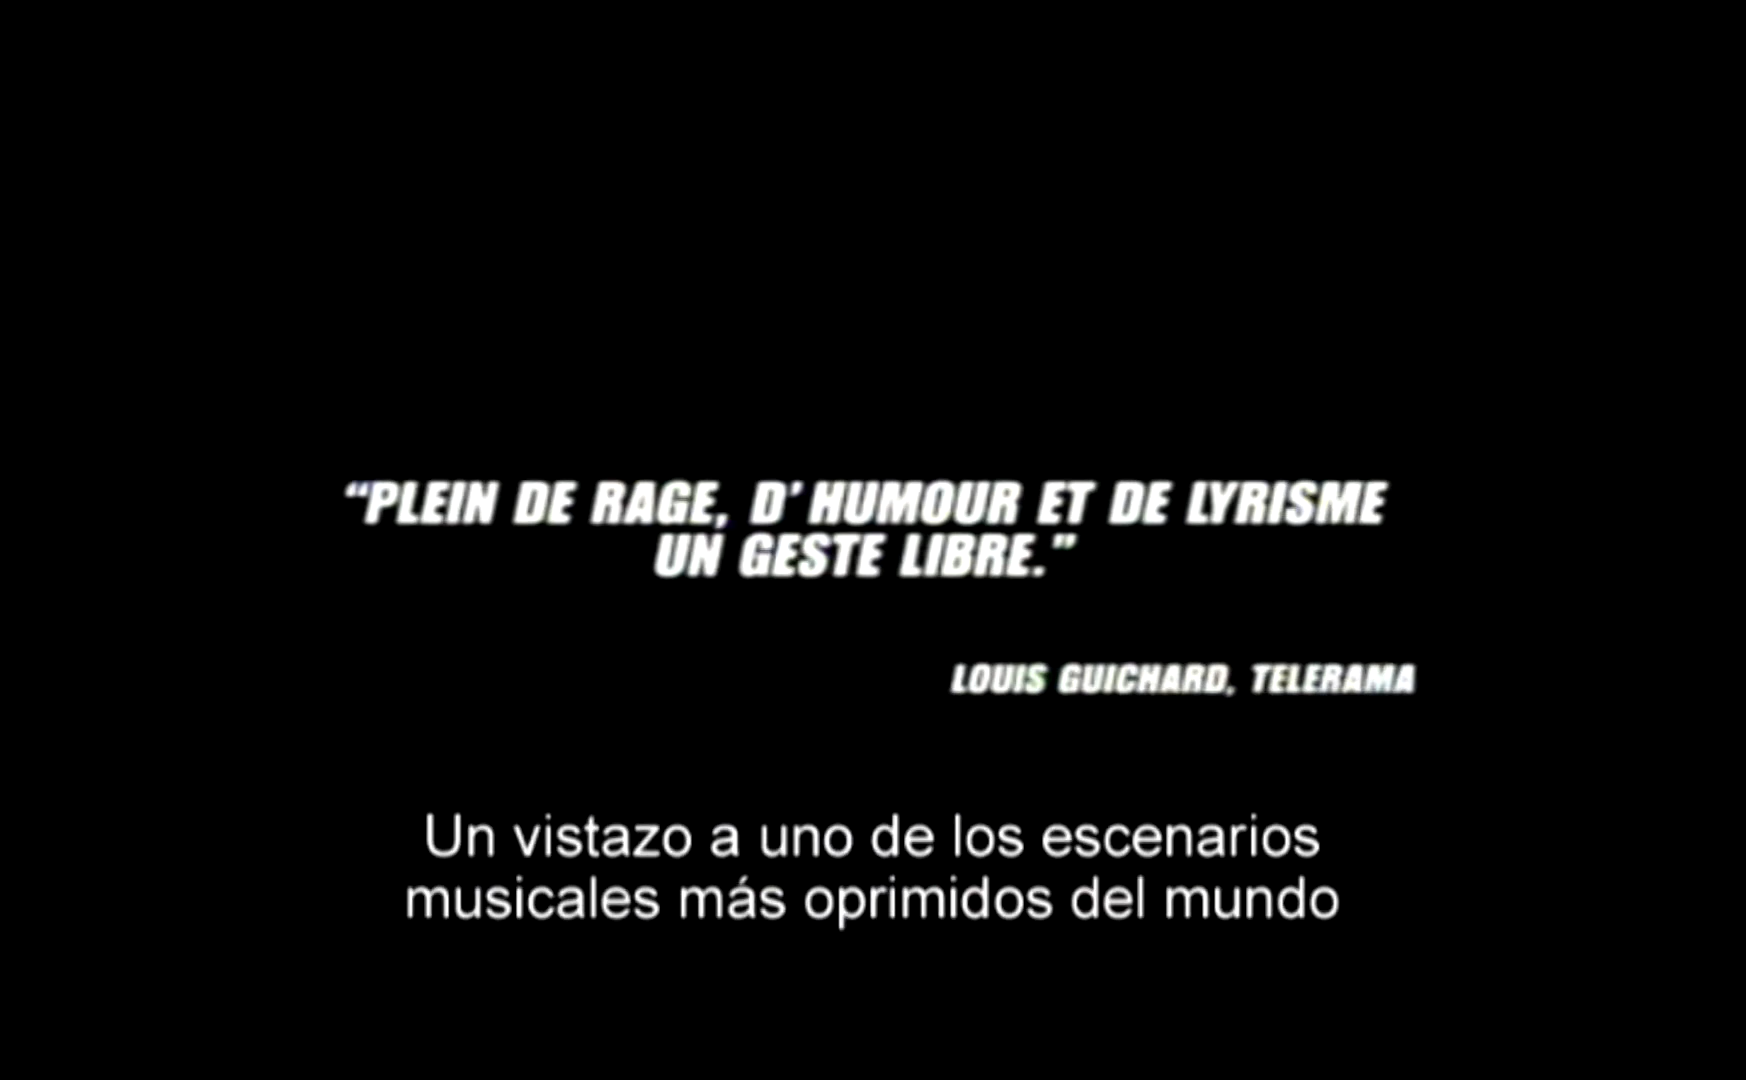 “PLEIN DE RAGE, D’HUMOUR ET DE LYRISME
UN GESTE LIBRE.”
LOUIS GUICHARD, TELERAMA
Un vistazo a uno de los escenarios
musicales más oprimidos del mundo